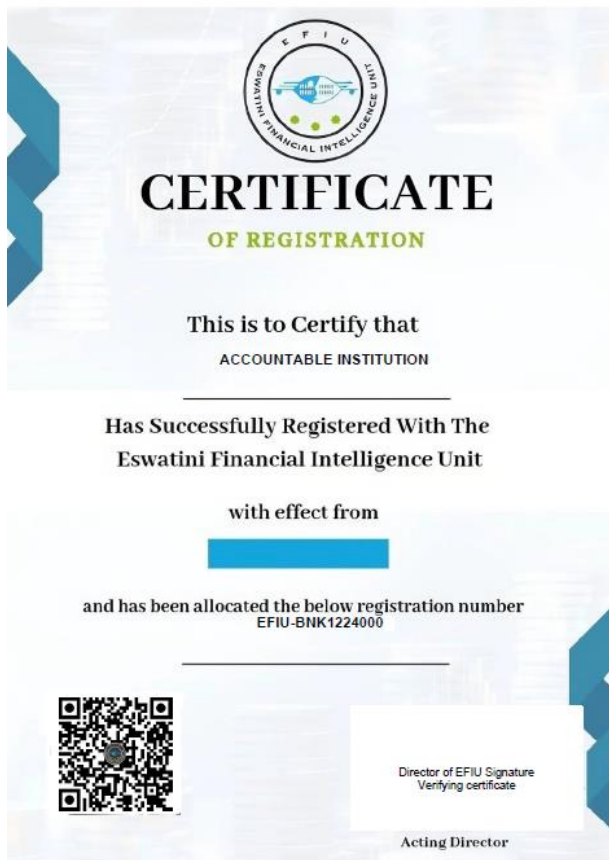 EFIU
ESWATINI FINANCIAL INTELLIGENCE UNIT
CERTIFICATE
OF REGISTRATION
This is to Certify that
ACCOUNTABLE INSTITUTION
Has Successfully Registered With The
Eswatini Financial Intelligence Unit
with effect from
and has been allocated the below registration number
EFIU-BNK1224000
Director of EFIU Signature
Verifying certificate
Acting Director